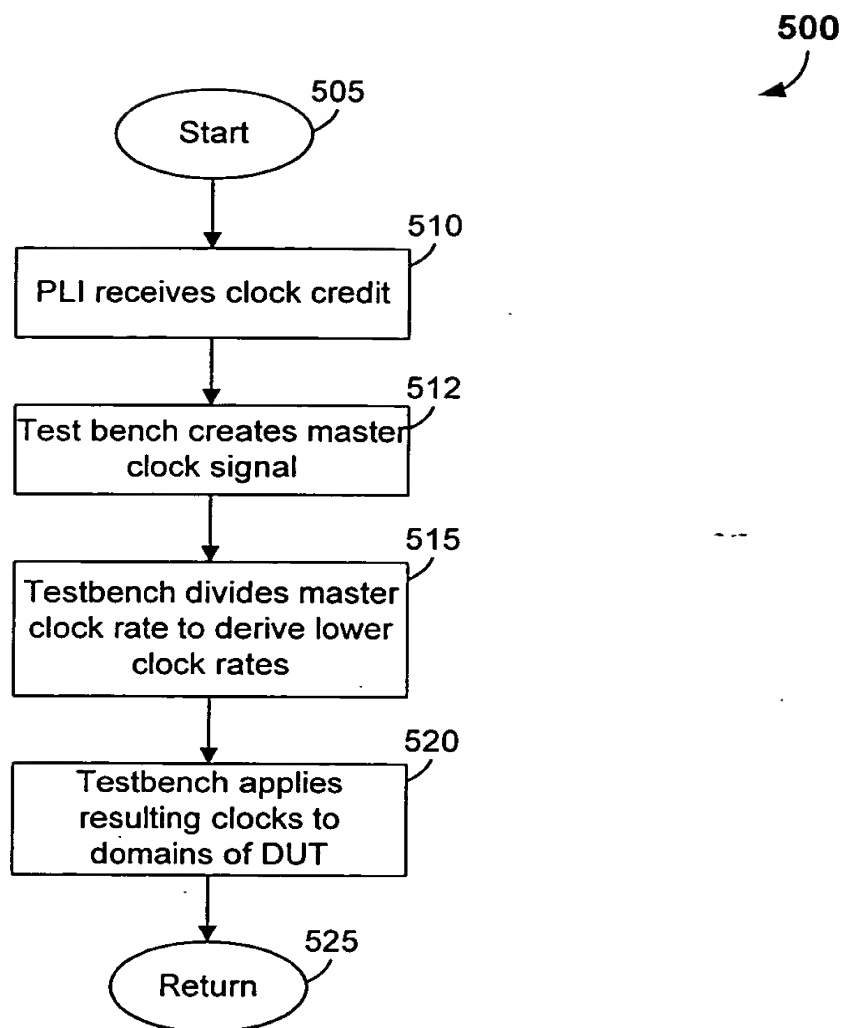 500
505
Start
510
PLI receives clock credit
512
Test bench creates master
clock signal
515
Testbench divides master
clock rate to derive lower
clock rates
520
Testbench applies
resulting clocks to
domains of DUT
525
Return